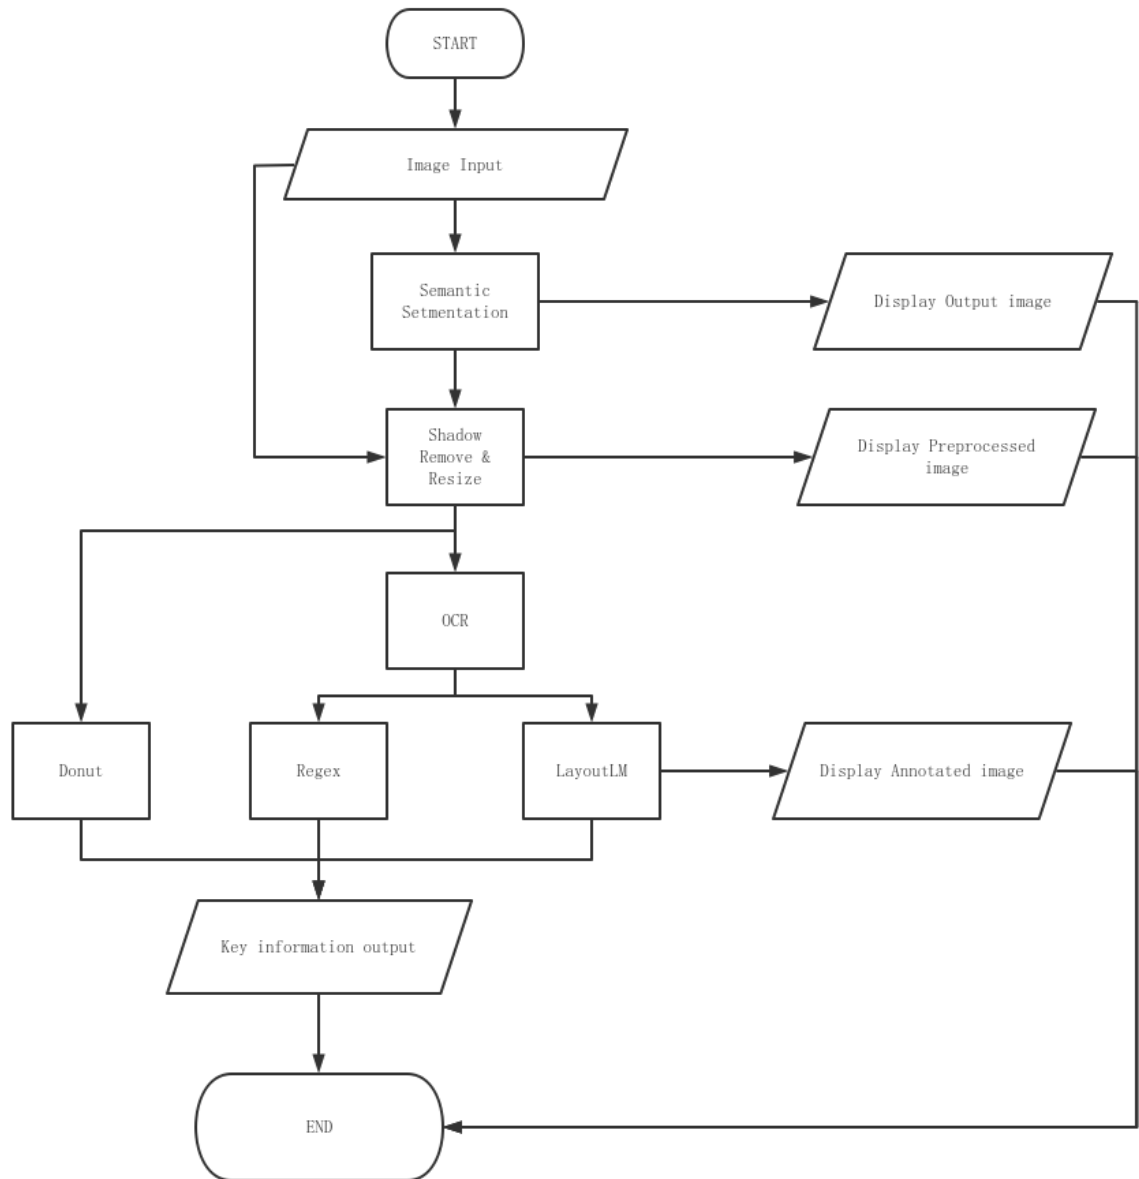 START
Image Input
Semantic
Setmentation
Display Output image
Shadow
Remove &
Resize
Display Preprocessed
image
OCR
Donut
Regex
LayoutLM
Display Annotated image
Key information output
END